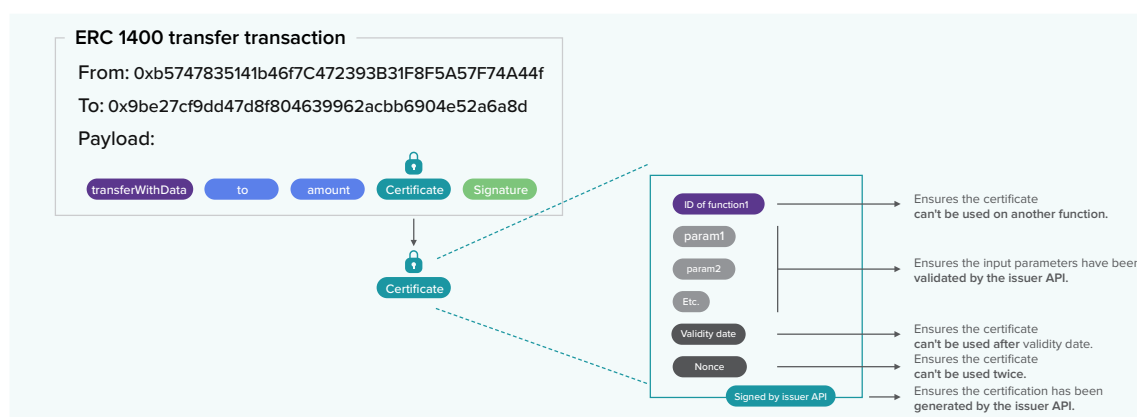 ERC 1400 transfer transaction
From: 0xb5747835141b46f7C472393B31F8F5A57F74A44f
To: 0x9be27cf9dd47d8f804639962acbb6904e52a6a8d
Payload:
transferWithData to amount Certificate Signature
Certificate
ID of function1
param1
param2
Etc.
Validity date
Nonce
Signed by issuer API
Ensures the certificate
can't be used on another function.
Ensures the input parameters have been
validated by the issuer API.
Ensures the certificate
can't be used after validity date.
Ensures the certificate
can't be used twice.
Ensures the certification has been
generated by the issuer API.